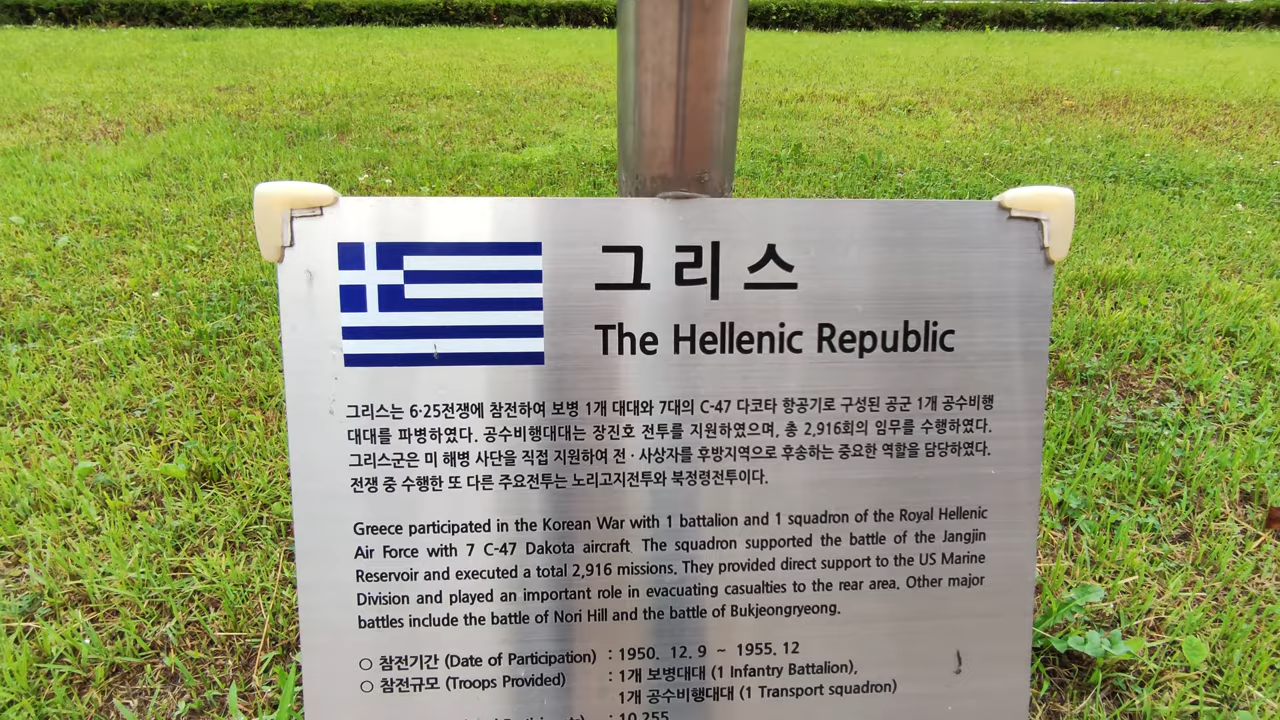 그리스
The Hellenic Republic
그리스는 6·25전쟁에 참전하여 보병 1개 대대와 7대의 C-47 다코타 항공기로 구성된 공군 1개 공수비행
대대를 파병하였다. 공수비행대대는 장진호 전투를 지원하였으며, 총 2,916회의 임무를 수행하였다.
그리스군은 미 해병 사단을 직접 지원하여 전·사상자를 후방지역으로 후송하는 중요한 역할을 담당하였다.
전쟁 중 수행한 또 다른 주요전투는 노리고지전투와 북정령전투이다.
Greece participated in the Korean War with 1 battalion and 1 squadron of the Royal Hellenic
Air Force with 7 C-47 Dakota aircraft. The squadron supported the battle of the Jangjin
Reservoir and executed a total 2,916 missions. They provided direct support to the US Marine
Division and played an important role in evacuating casualties to the rear area. Other major
battles include the battle of Nori Hill and the battle of Bukjeongryeong.
○ 참전기간 (Date of Participation) : 1950. 12. 9 ~ 1955. 12
○ 참전규모 (Troops Provided) : 1개 보병대대 (1 Infantry Battalion),
1개 공수비행대대 (1 Transport squadron)
: 10,255